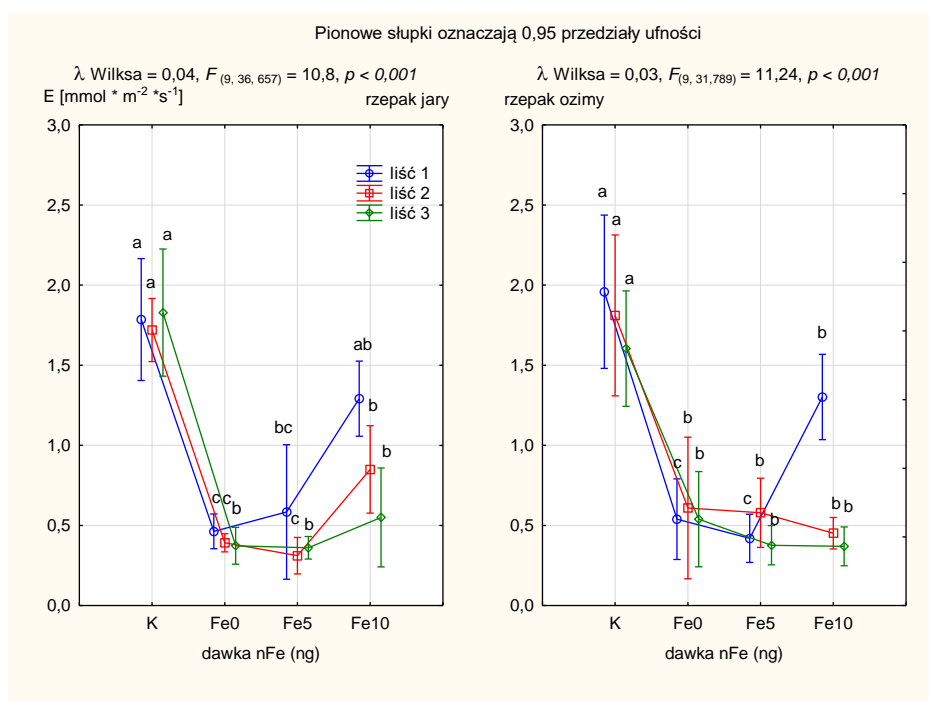 Pionowe słupki oznaczają 0,95 przedziały ufności
λ Wilksa = 0,04, F (9, 36, 657) = 10,8, p < 0,001
E [mmol * m-2 *s-1]
rzepak jary
3,0
2,5
2,0
1,5
1,0
0,5
0,0
liść 1
liść 2
liść 3
a
a
a
c
c
b
bc
c
b
ab
b
b
K Fe0 Fe5 Fe10
dawka nFe (ng)
λ Wilksa = 0,03, F(9, 31,789) = 11,24, p < 0,001
rzepak ozimy
3,0
2,5
2,0
1,5
1,0
0,5
0,0
a
a
a
c
b
b
c
b
b
b
b
b
K Fe0 Fe5 Fe10
dawka nFe (ng)